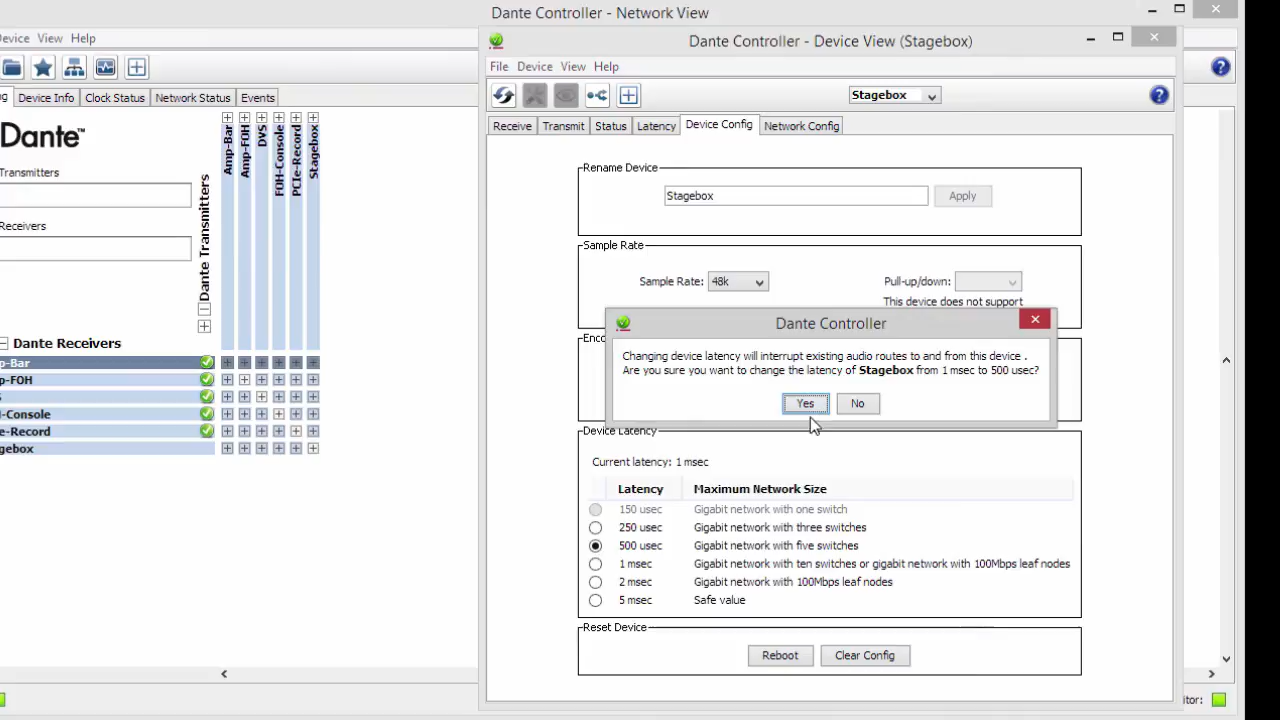 Dante Controller - Network View
Device View Help
Device Info Clock Status Network Status Events
Dante™
Transmitters
Receivers
Dante Transmitters
Amp-Bar
Amp-FOH
DVS
FOH-Console
PCIe-Record
Stagebox
Dante Receivers
p-Bar
p-FOH
S
H-Console
e-Record
gebox
Dante Controller - Device View (Stagebox)
File Device View Help
Stagebox
Receive Transmit Status Latency Device Config Network Config
Rename Device
Stagebox Apply
Sample Rate
Sample Rate: 48k Pull-up/down:
This device does not support
Enco
Dante Controller
Changing device latency will interrupt existing audio routes to and from this device .
Are you sure you want to change the latency of Stagebox from 1 msec to 500 usec?
Yes No
Device Latency
Current latency: 1 msec
Latency Maximum Network Size
150 usec Gigabit network with one switch
250 usec Gigabit network with three switches
500 usec Gigabit network with five switches
1 msec Gigabit network with ten switches or gigabit network with 100Mbps leaf nodes
2 msec Gigabit network with 100Mbps leaf nodes
5 msec Safe value
Reset Device
Reboot Clear Config
itor: